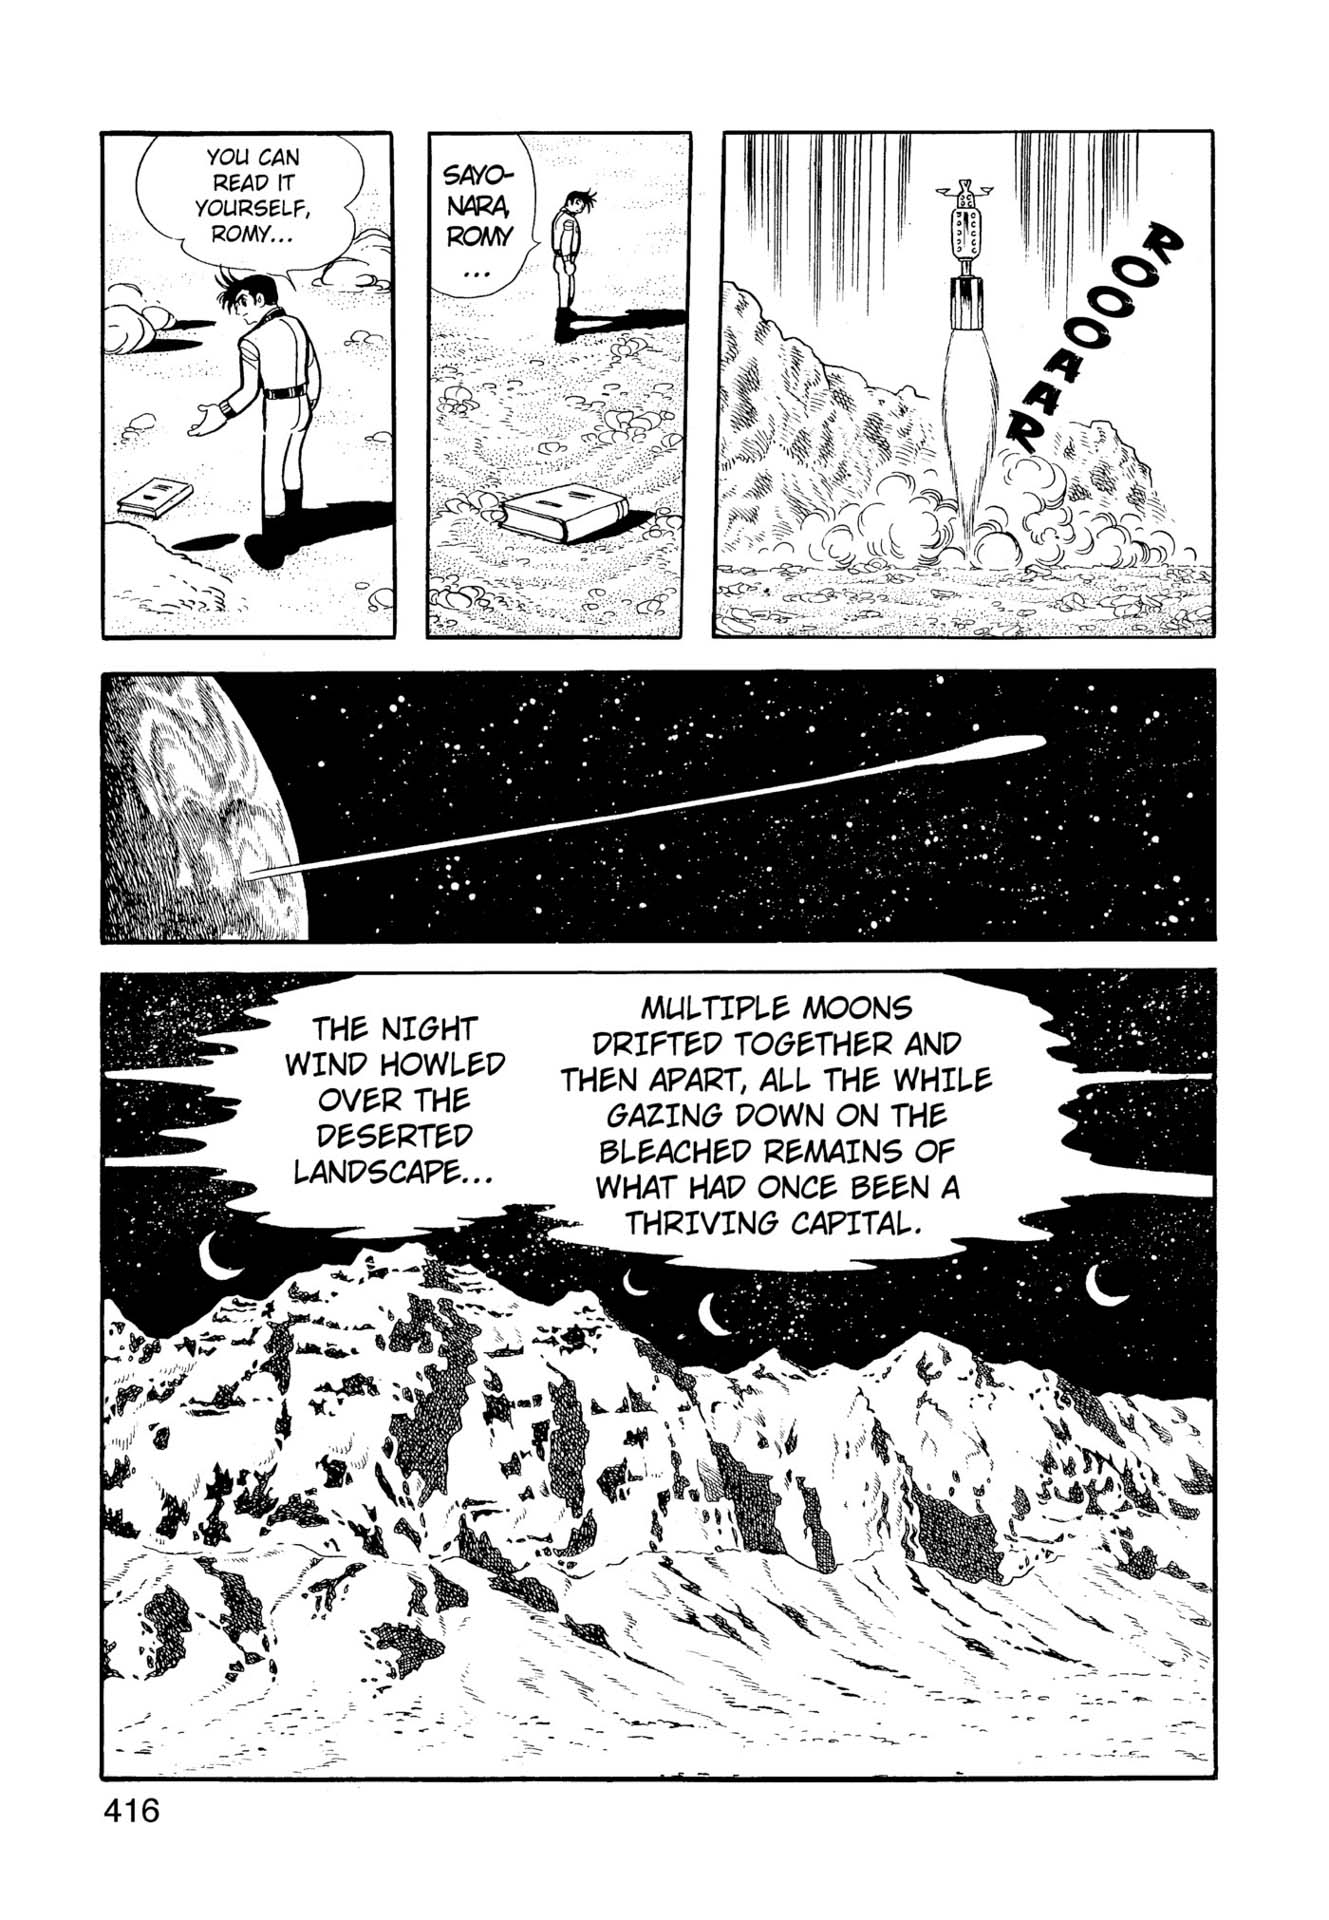 YOU CAN
READ IT
YOURSELF,
ROMY...
SAYO-
NARA,
ROMY
...
ROOOAAR
THE NIGHT
WIND HOWLED
OVER THE
DESERTED
LANDSCAPE...
MULTIPLE MOONS
DRIFTED TOGETHER AND
THEN APART, ALL THE WHILE
GAZING DOWN ON THE
BLEACHED REMAINS OF
WHAT HAD ONCE BEEN A
THRIVING CAPITAL.
416